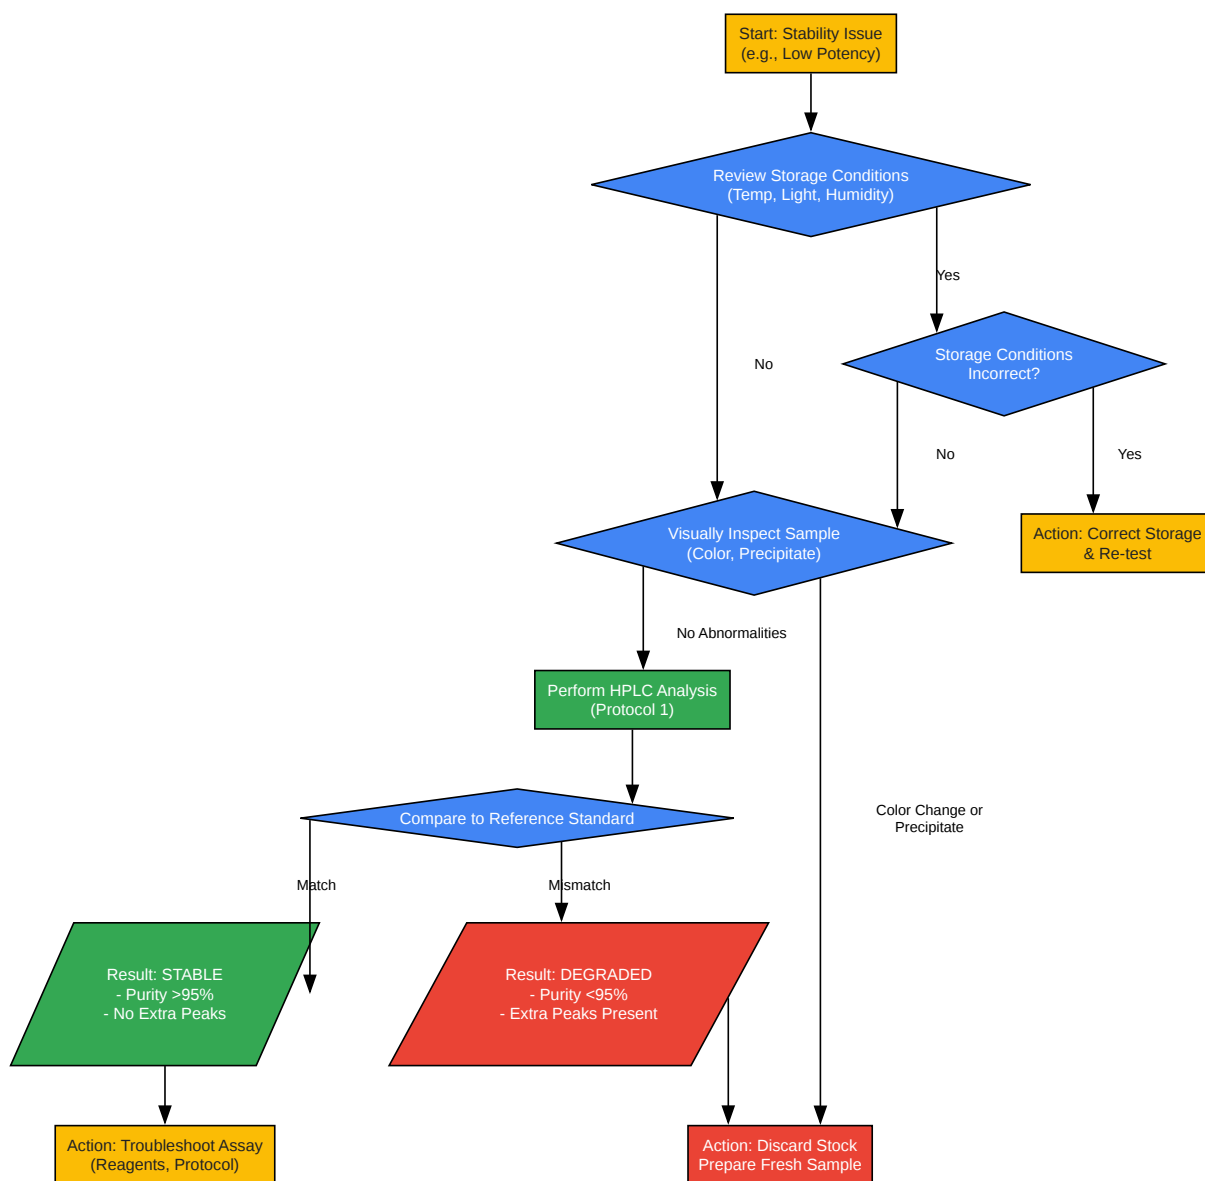 Start: Stability Issue
(e.g., Low Potency)
Review Storage Conditions
(Temp, Light, Humidity)
Yes
No
Storage Conditions
Incorrect?
No
Yes
Visually Inspect Sample
(Color, Precipitate)
Action: Correct Storage
& Re-test
No Abnormalities
Perform HPLC Analysis
(Protocol 1)
Compare to Reference Standard
Color Change or
Precipitate
Match
Mismatch
Result: STABLE
- Purity >95%
- No Extra Peaks
Result: DEGRADED
- Purity <95%
- Extra Peaks Present
Action: Troubleshoot Assay
(Reagents, Protocol)
Action: Discard Stock
Prepare Fresh Sample